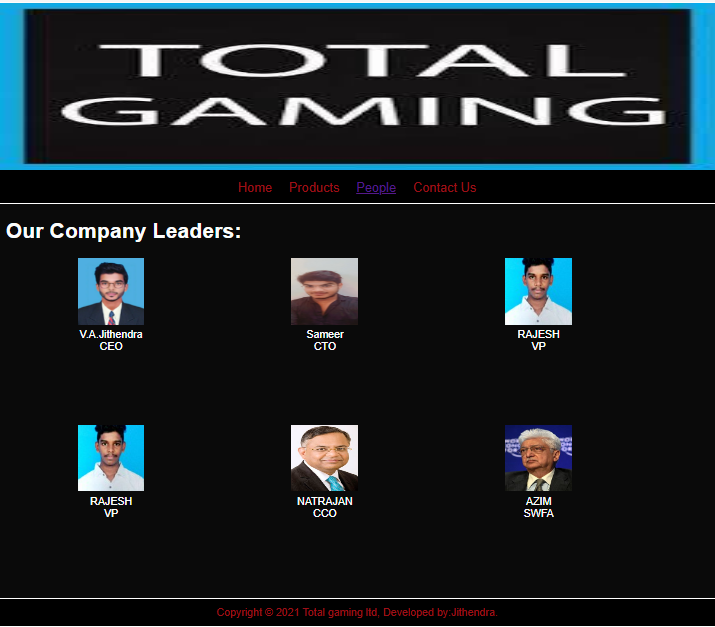 TOTAL
GAMING
Home Products People Contact Us
Our Company Leaders:
V.A.Jithendra Sameer RAJESH
CEO CTO VP
RAJESH NATRAJAN AZIM
VP CCO SWFA
Copyright © 2021 Total gaming ltd, Developed by:Jithendra.